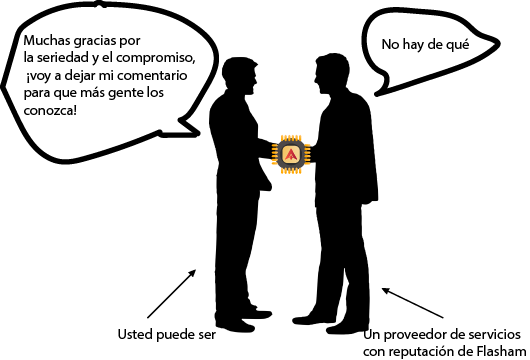 Muchas gracias por
la seriedad y el compromiso,
¡voy a dejar mi comentario
para que más gente los
conozca!
No hay de qué
Usted puede ser
Un proveedor de servicios
con reputación de Flasham